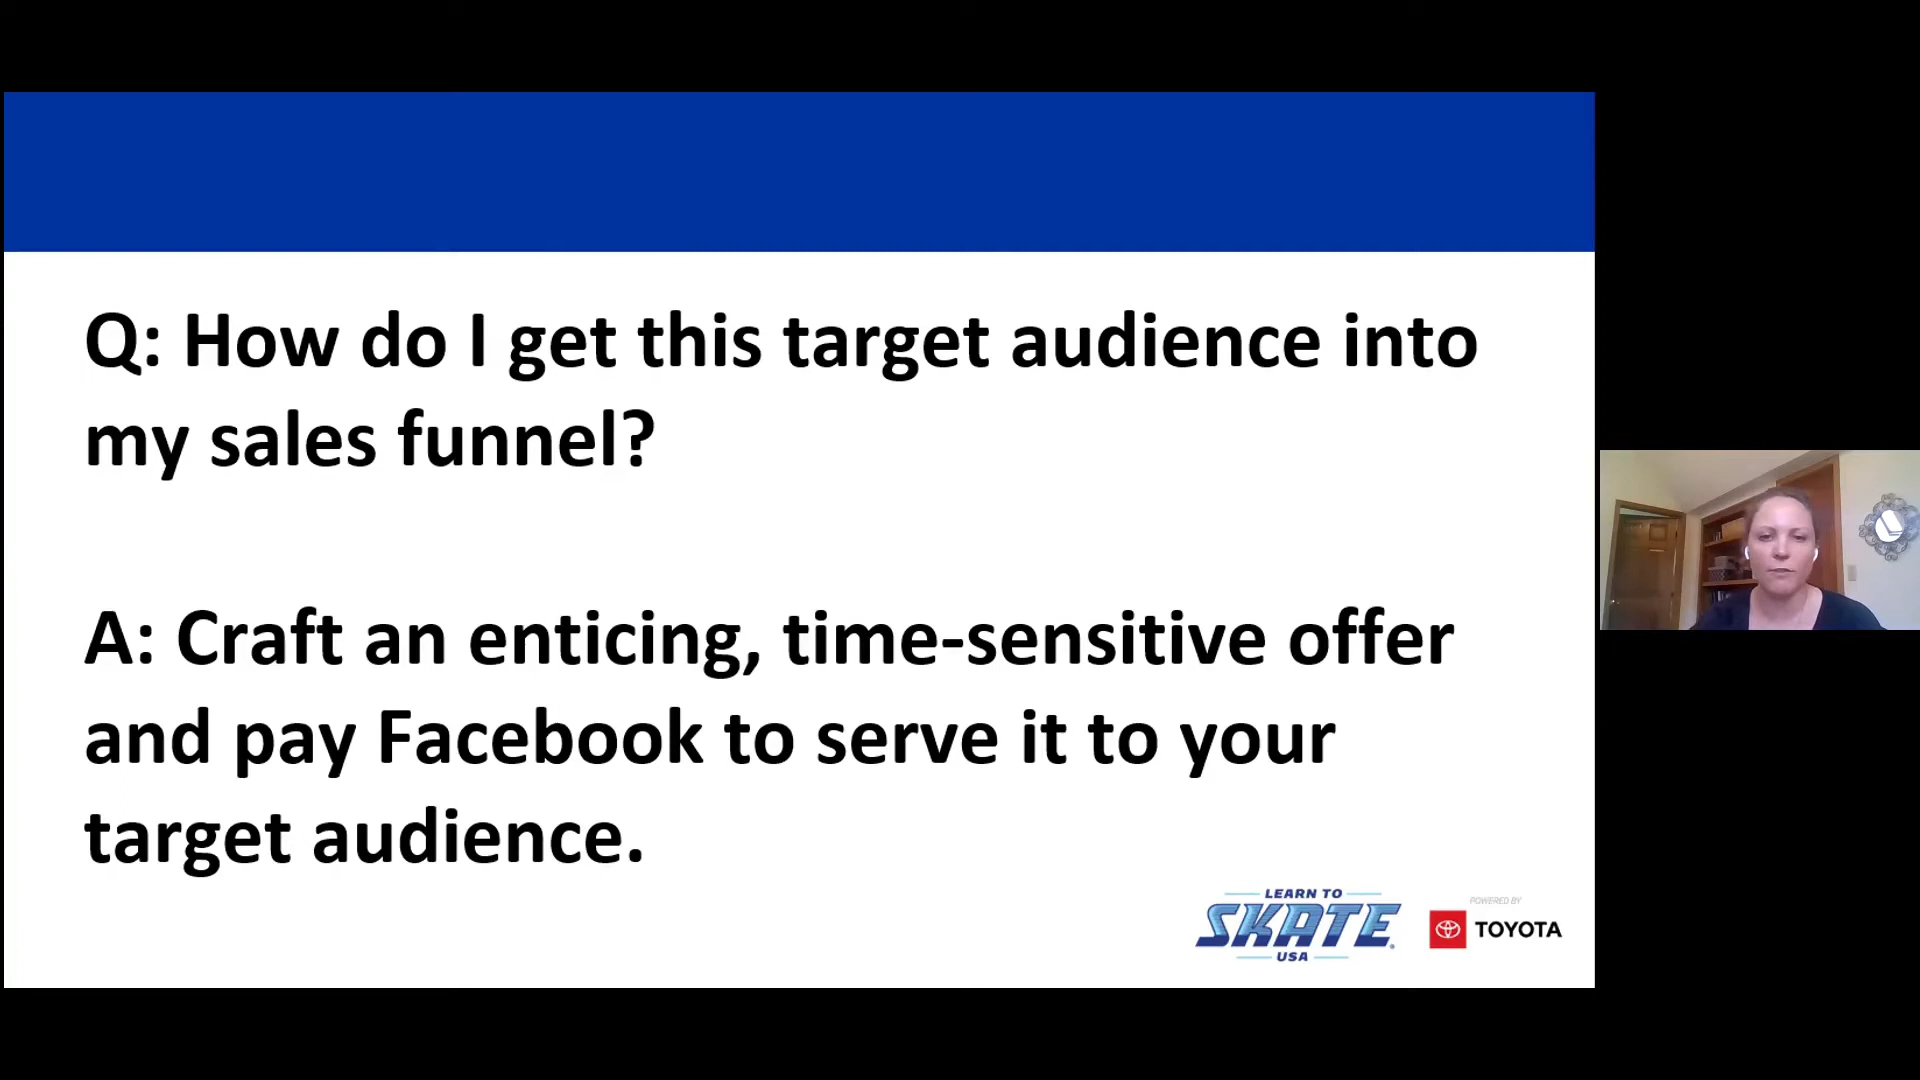 Q: How do I get this target audience into
my sales funnel?
A: Craft an enticing, time-sensitive offer
and pay Facebook to serve it to your
target audience.
LEARN TO
SKATE
USA
POWERED BY
TOYOTA